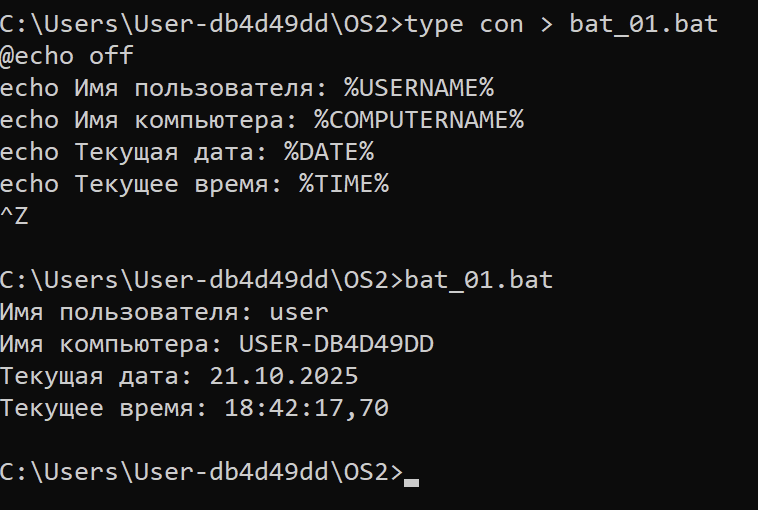 C:\Users\User-db4d49dd\OS2>type con > bat_01.bat
@echo off
echo Имя пользователя: %USERNAME%
echo Имя компьютера: %COMPUTERNAME%
echo Текущая дата: %DATE%
echo Текущее время: %TIME%
^Z
C:\Users\User-db4d49dd\OS2>bat_01.bat
Имя пользователя: user
Имя компьютера: USER-DB4D49DD
Текущая дата: 21.10.2025
Текущее время: 18:42:17,70
C:\Users\User-db4d49dd\OS2>